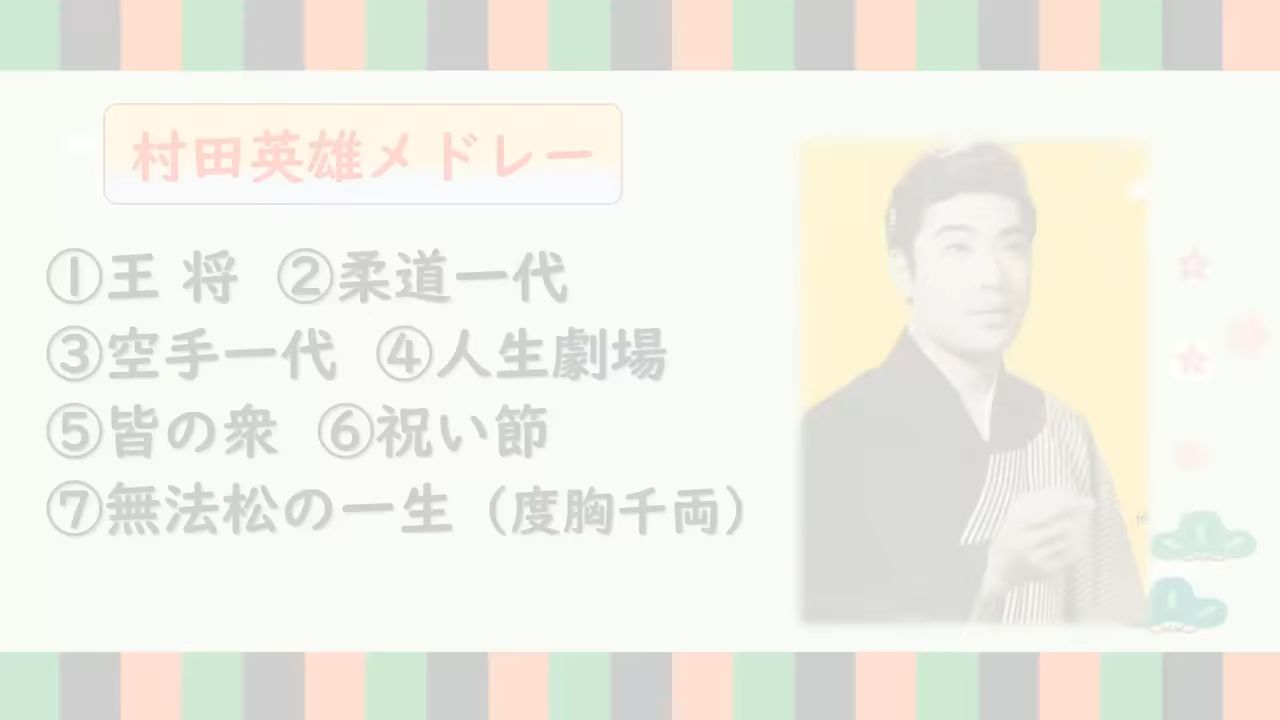 村田英雄メドレー
①王 将 ②柔道一代
③空手一代 ④人生劇場
⑤皆の衆 ⑥祝い節
⑦無法松の一生（度胸千両）